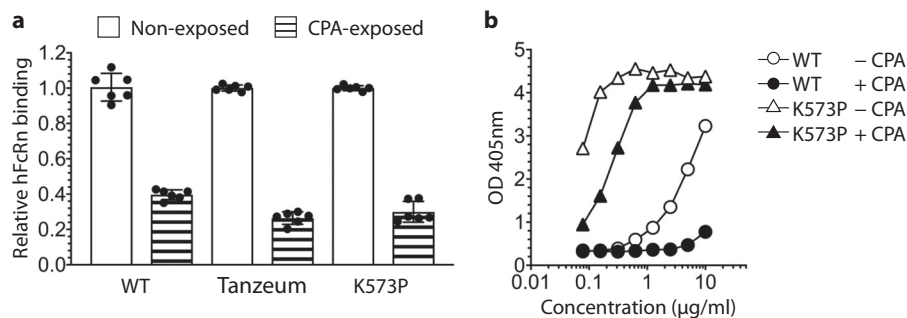 a
Non-exposed
CPA-exposed
Relative hFcRn binding
1.2
1.0
0.8
0.6
0.4
0.2
0.0
WT
Tanzeum
K573P
b
OD 405nm
5
4
3
2
1
0
0.01
0.1
1
10
100
Concentration (μg/ml)
WT – CPA
WT + CPA
K573P – CPA
K573P + CPA